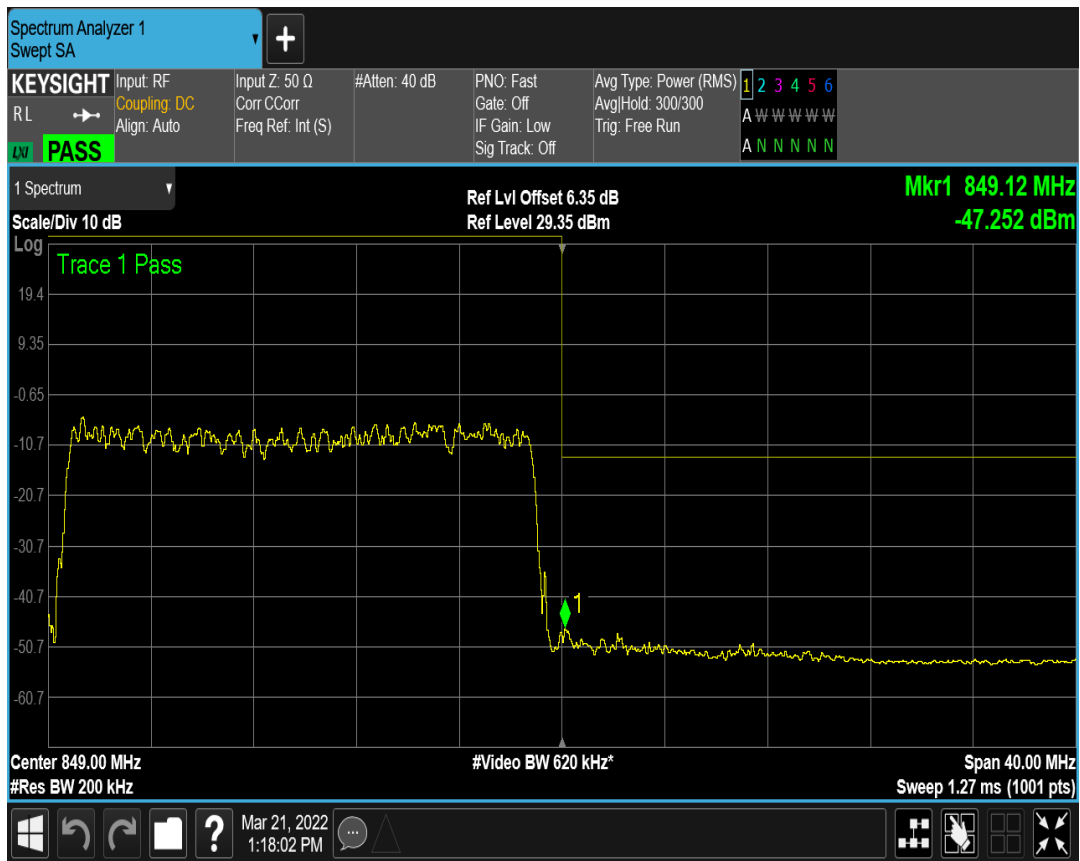 Spectrum Analyzer 1
Swept SA
KEYSIGHT
RL
LXI PASS
Input: RF
Coupling: DC
Align: Auto
Input Z: 50 Ω
Corr CCorr
Freq Ref: Int (S)
#Atten: 40 dB
PNO: Fast
Gate: Off
IF Gain: Low
Sig Track: Off
Avg Type: Power (RMS)
Avg|Hold: 300/300
Trig: Free Run
1 2 3 4 5 6
A W W W W W
A N N N N N
1 Spectrum
Scale/Div 10 dB
Ref Lvl Offset 6.35 dB
Ref Level 29.35 dBm
Mkr1 849.12 MHz
-47.252 dBm
Log
Trace 1 Pass
19.4
9.35
-0.65
-10.7
-20.7
-30.7
-40.7
-50.7
-60.7
1
Center 849.00 MHz
#Res BW 200 kHz
#Video BW 620 kHz*
Span 40.00 MHz
Sweep 1.27 ms (1001 pts)
?
Mar 21, 2022
1:18:02 PM